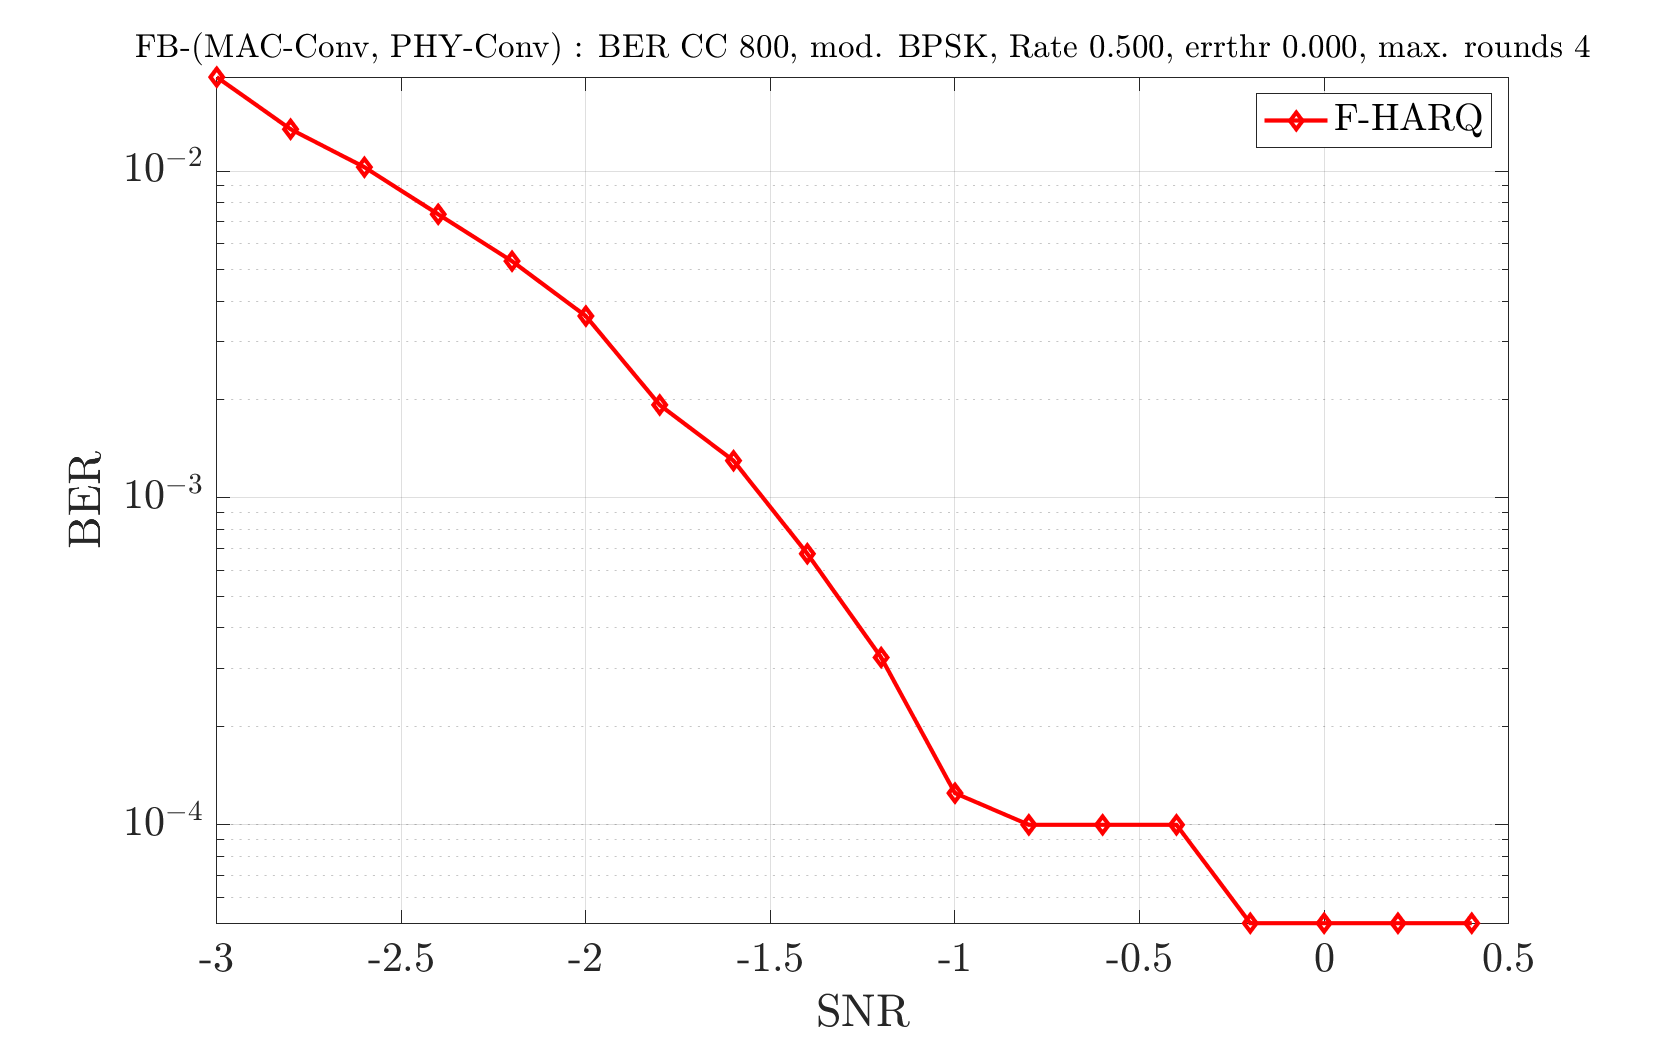 FB-(MAC-Conv, PHY-Conv) : BER CC 800, mod. BPSK, Rate 0.500, errthr 0.000, max. rounds 4
F-HARQ
10⁻²
10⁻³
10⁻⁴
BER
-3 -2.5 -2 -1.5 -1 -0.5 0 0.5
SNR